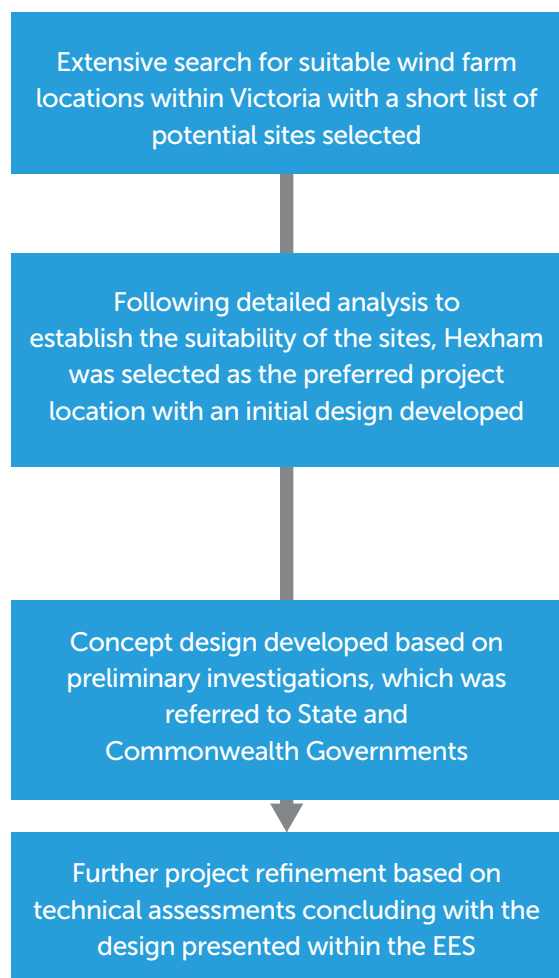 Extensive search for suitable wind farm
locations within Victoria with a short list of
potential sites selected
Following detailed analysis to
establish the suitability of the sites, Hexham
was selected as the preferred project
location with an initial design developed
Concept design developed based on
preliminary investigations, which was
referred to State and
Commonwealth Governments
Further project refinement based on
technical assessments concluding with the
design presented within the EES